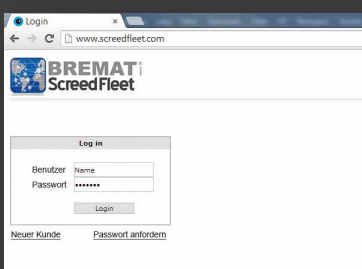 Login
www.screedfleet.com
BREMAT
ScreedFleet
Log in
Benutzer Name
Passwort •••••••
Login
Neuer Kunde Passwort anfordern